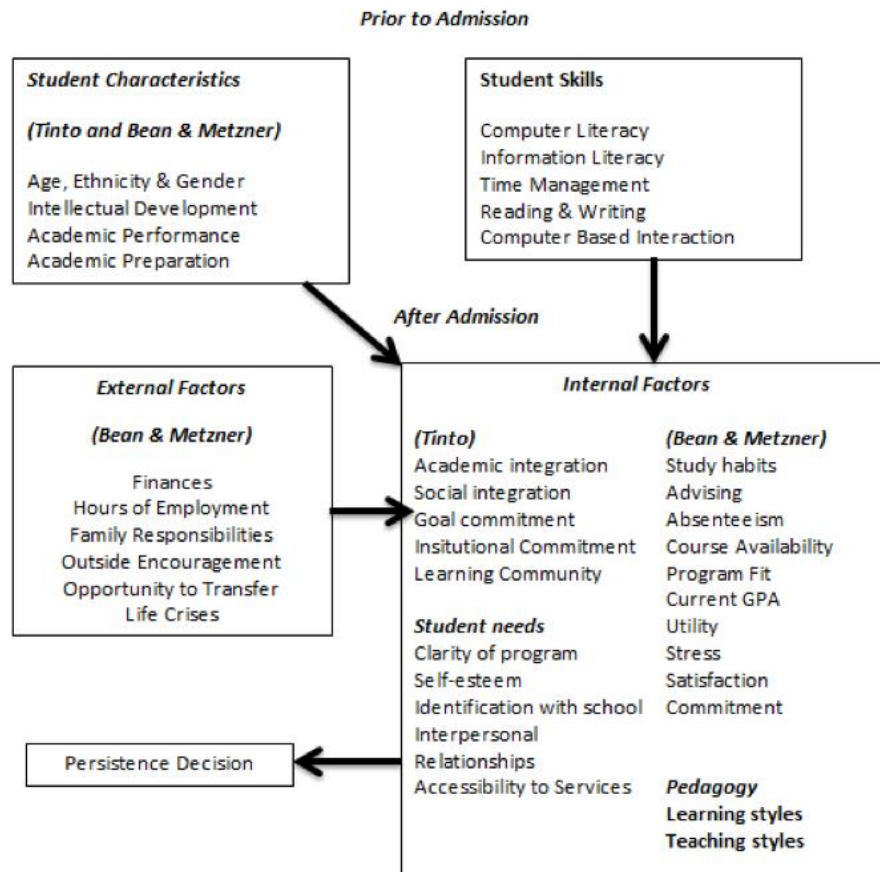 Prior to Admission
Student Characteristics
(Tinto and Bean & Metzner)
Age, Ethnicity & Gender
Intellectual Development
Academic Performance
Academic Preparation
Student Skills
Computer Literacy
Information Literacy
Time Management
Reading & Writing
Computer Based Interaction
After Admission
External Factors
(Bean & Metzner)
Finances
Hours of Employment
Family Responsibilities
Outside Encouragement
Opportunity to Transfer
Life Crises
Internal Factors
(Tinto)
Academic integration
Social integration
Goal commitment
Insitutional Commitment
Learning Community
Student needs
Clarity of program
Self-esteem
Identification with school
Interpersonal
Relationships
Accessibility to Services
(Bean & Metzner)
Study habits
Advising
Absenteeism
Course Availability
Program Fit
Current GPA
Utility
Stress
Satisfaction
Commitment
Pedagogy
Learning styles
Teaching styles
Persistence Decision